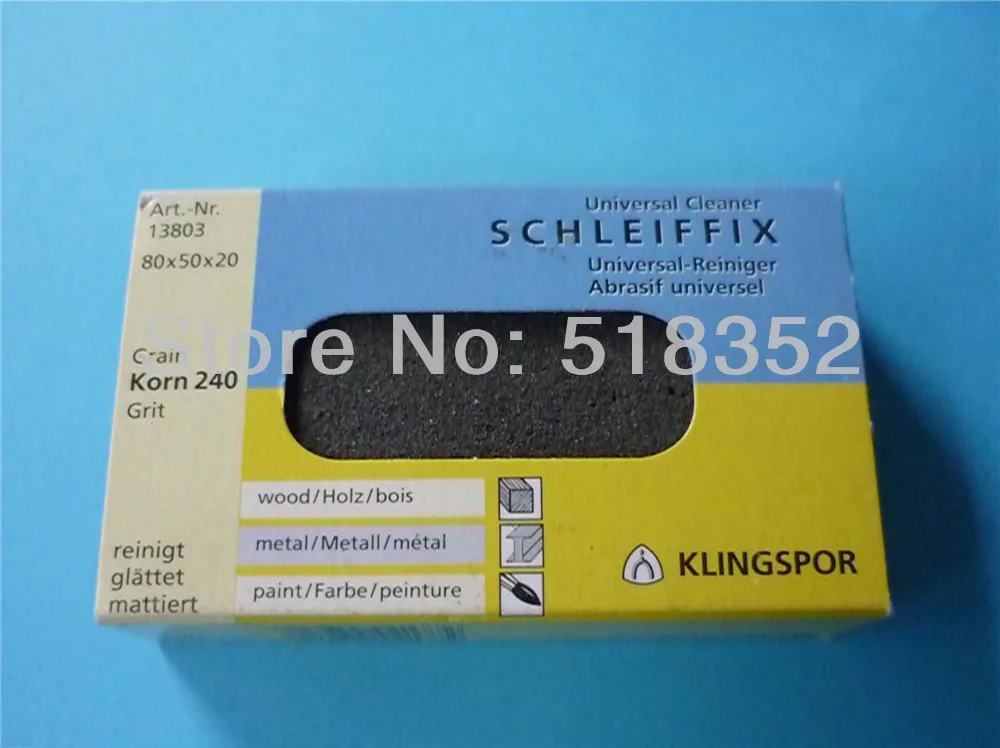 Art.-Nr.
13803
80x50x20
Grain
Korn 240
Grit
reinigt
glättet
mattiert
Universal Cleaner
SCHLEIFFIX
Universal-Reiniger
Abrasif universel
Store No: 518352
wood/Holz/bois
metal/Metall/métal
paint/Farbe/peinture
KLINGSPOR